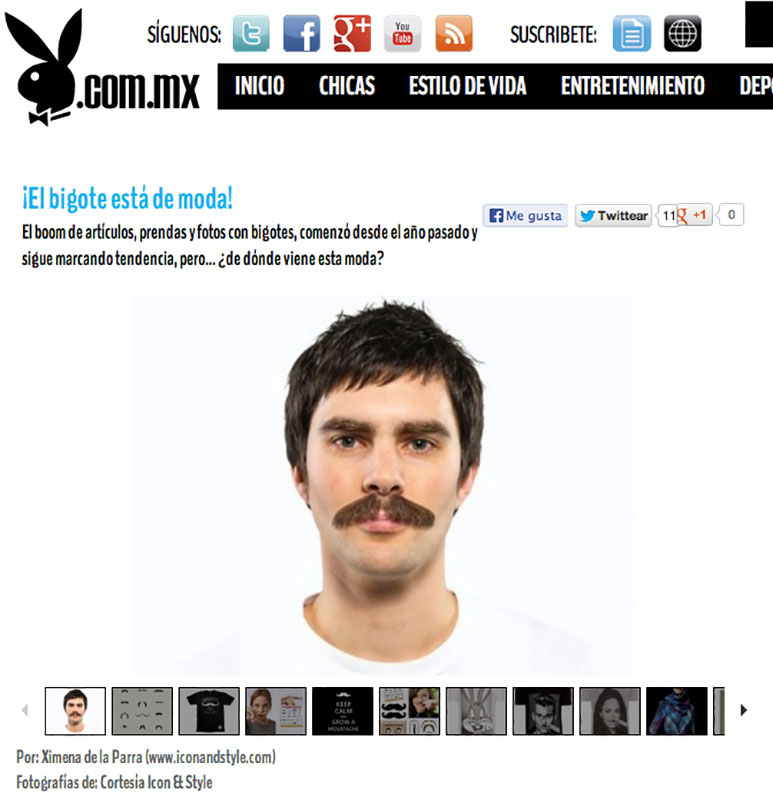 SÍGUENOS:
SUSCRIBETE:
You
Tube
.com.mx
INICIO CHICAS ESTILO DE VIDA ENTRETENIMIENTO DEP
¡El bigote está de moda!
Me gusta Twittear 11 +1 0
El boom de artículos, prendas y fotos con bigotes, comenzó desde el año pasado y
sigue marcando tendencia, pero... ¿de dónde viene esta moda?
KEEP
CALM
GROW A
MOUSTACHE
Por: Ximena de la Parra (www.iconandstyle.com)
Fotografías de: Cortesía Icon & Style